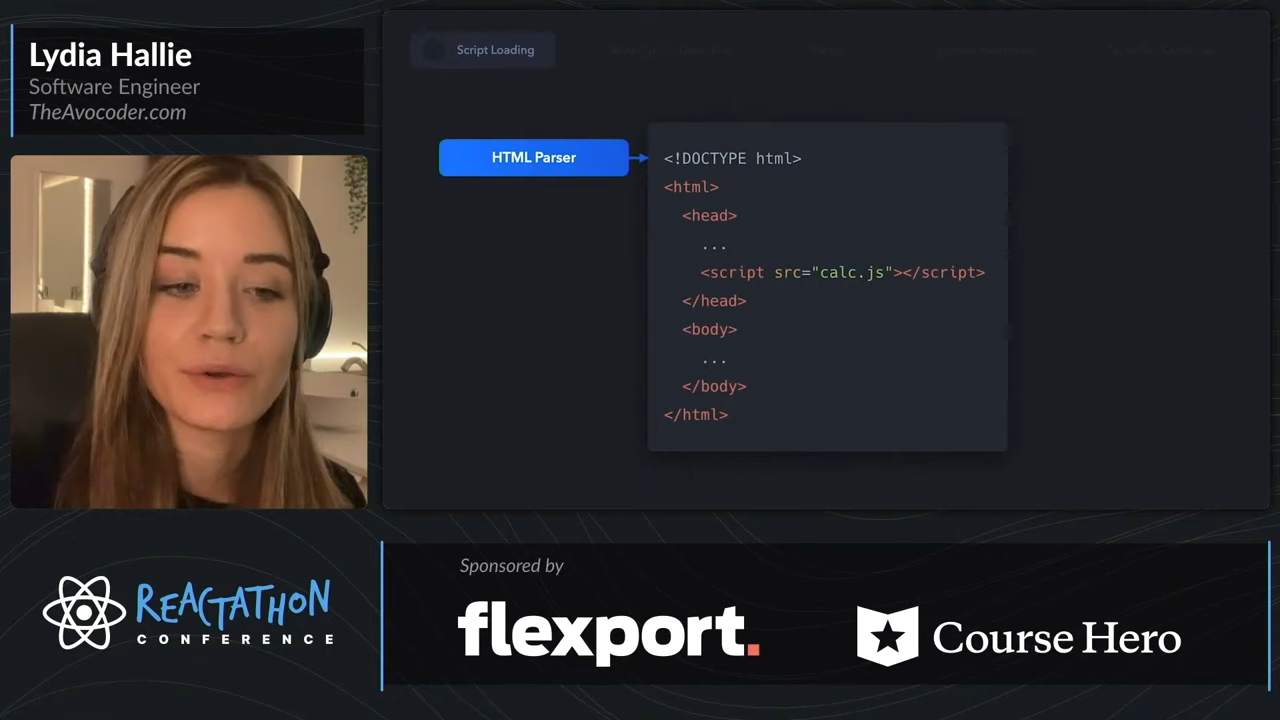 Lydia Hallie
Software Engineer
TheAvocoder.com
Script Loading
HTML Parser
<!DOCTYPE html>
<html>
<head>
...
<script src="calc.js"></script>
</head>
<body>
...
</body>
</html>
REACTATHON
CONFERENCE
Sponsored by
flexport.
Course Hero